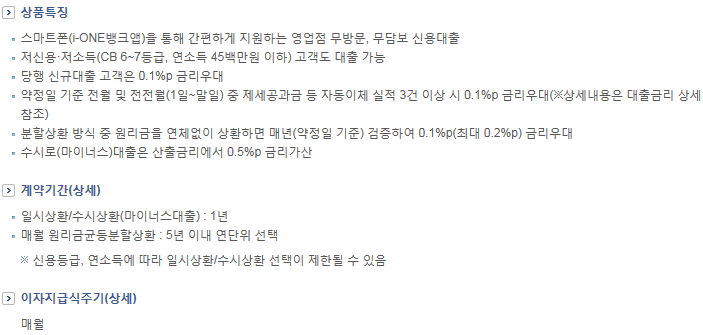 상품특징
스마트폰(i-ONE뱅크앱)을 통해 간편하게 지원하는 영업점 무방문, 무담보 신용대출
저신용·저소득(CB 6~7등급, 연소득 45백만원 이하) 고객도 대출 가능
당행 신규대출 고객은 0.1%p 금리우대
약정일 기준 전월 및 전전월(1일~말일) 중 제세공과금 등 자동이체 실적 3건 이상 시 0.1%p 금리우대(※상세내용은 대출금리 상세
참조)
분할상환 방식 중 원리금을 연체없이 상환하면 매년(약정일 기준) 검증하여 0.1%p(최대 0.2%p) 금리우대
수시로(마이너스)대출은 산출금리에서 0.5%p 금리가산
계약기간(상세)
일시상환/수시상환(마이너스대출) : 1년
매월 원리금균등분할상환 : 5년 이내 연단위 선택
※ 신용등급, 연소득에 따라 일시상환/수시상환 선택이 제한될 수 있음
이자지급식주기(상세)
매월